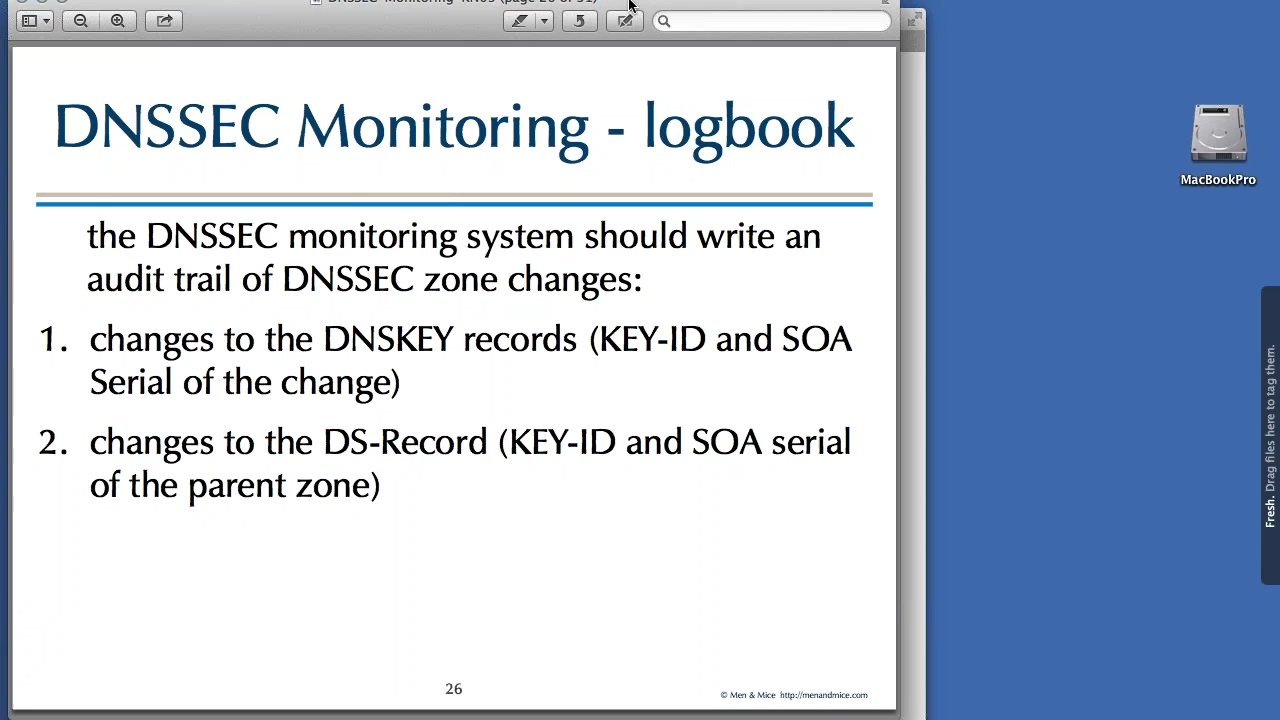 DNSSEC Monitoring - logbook
the DNSSEC monitoring system should write an
audit trail of DNSSEC zone changes:
1. changes to the DNSKEY records (KEY-ID and SOA
Serial of the change)
2. changes to the DS-Record (KEY-ID and SOA serial
of the parent zone)
26
© Men & Mice http://menandmice.com
MacBookPro
Fresh. Drag files here to tag them.